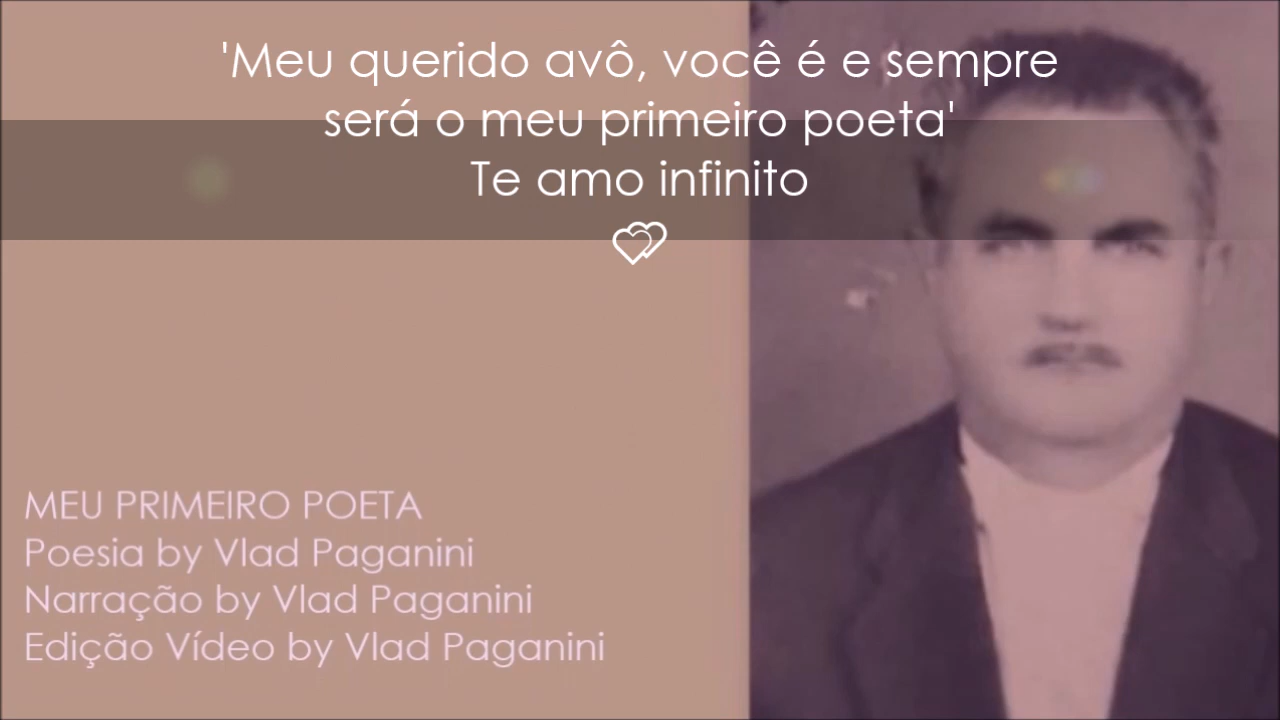 'Meu querido avô, você é e sempre
será o meu primeiro poeta'
Te amo infinito
MEU PRIMEIRO POETA
Poesia by Vlad Paganini
Narração by Vlad Paganini
Edição Vídeo by Vlad Paganini